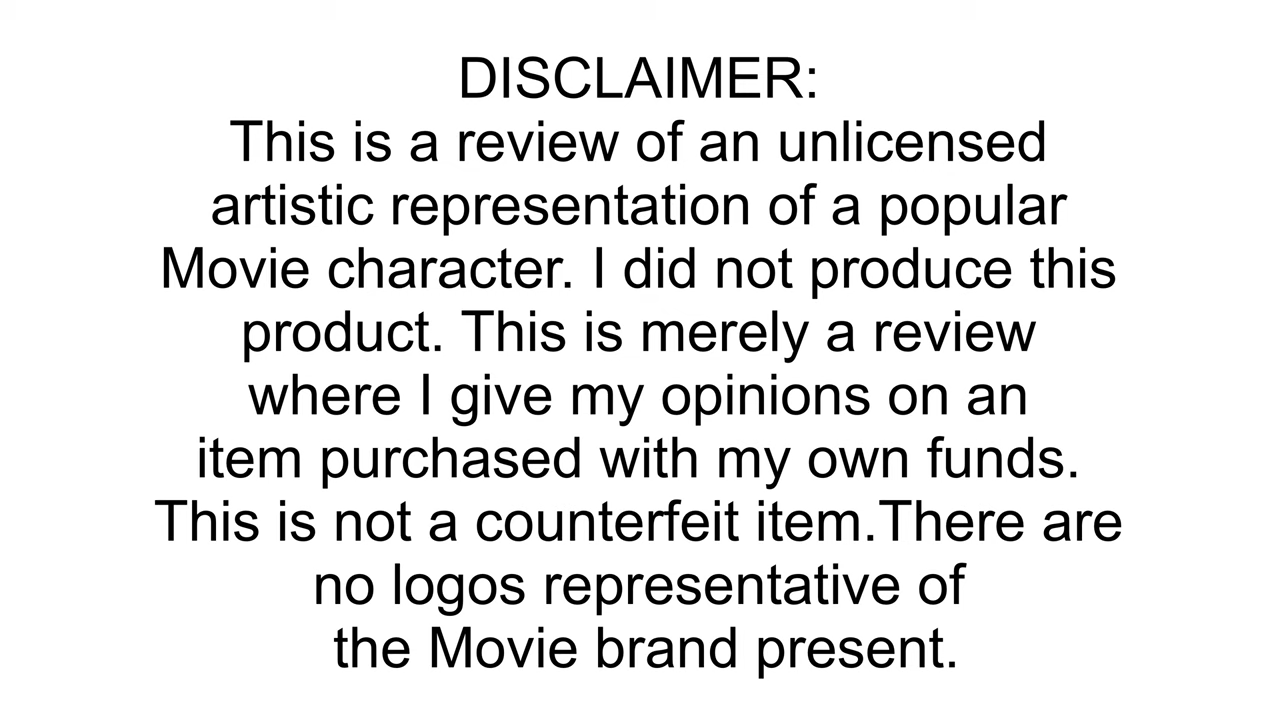 DISCLAIMER:
This is a review of an unlicensed
artistic representation of a popular
Movie character. I did not produce this
product. This is merely a review
where I give my opinions on an
item purchased with my own funds.
This is not a counterfeit item.There are
no logos representative of
the Movie brand present.